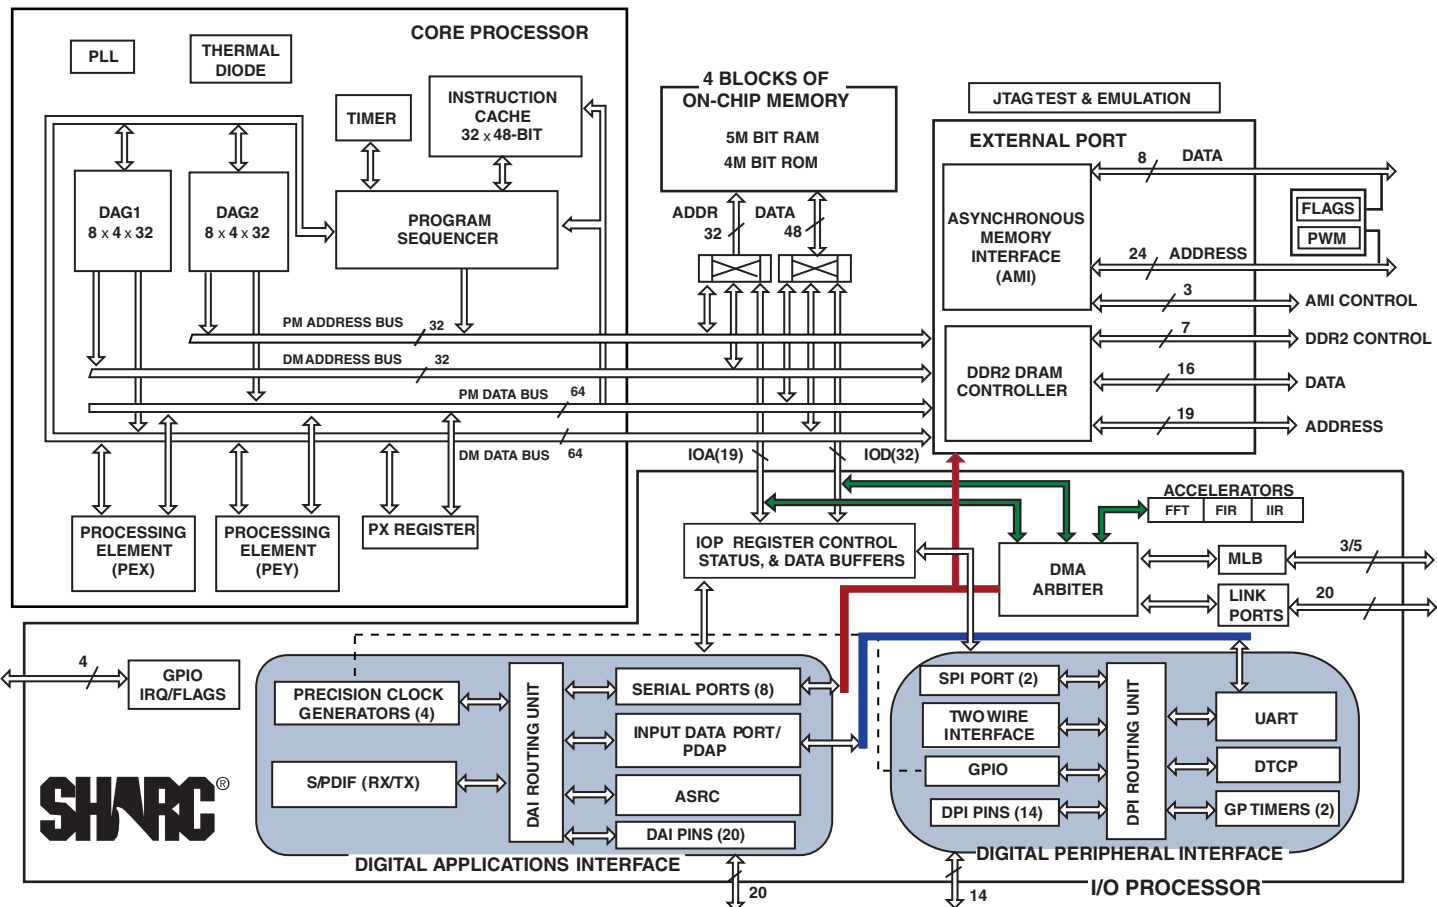 CORE PROCESSOR
PLL
THERMAL
DIODE
TIMER
INSTRUCTION
CACHE
32 x 48-BIT
DAG1
8 x 4 x 32
DAG2
8 x 4 x 32
PROGRAM
SEQUENCER
PM ADDRESS BUS
32
DM ADDRESS BUS
32
PM DATA BUS
64
DM DATA BUS
64
PROCESSING
ELEMENT
(PEX)
PROCESSING
ELEMENT
(PEY)
PX REGISTER
4 BLOCKS OF
ON-CHIP MEMORY
5M BIT RAM
4M BIT ROM
ADDR
32
DATA
48
IOA(19)
IOD(32)
JTAG TEST & EMULATION
EXTERNAL PORT
ASYNCHRONOUS
MEMORY
INTERFACE
(AMI)
DDR2 DRAM
CONTROLLER
8
DATA
FLAGS
PWM
24
ADDRESS
3
AMI CONTROL
7
DDR2 CONTROL
16
DATA
19
ADDRESS
IOP REGISTER CONTROL
STATUS, & DATA BUFFERS
ACCELERATORS
FFT
FIR
IIR
DMA
ARBITER
MLB
3/5
LINK
PORTS
20
4
GPIO
IRQ/FLAGS
PRECISION CLOCK
GENERATORS (4)
S/PDIF (RX/TX)
DAI ROUTING UNIT
SERIAL PORTS (8)
INPUT DATA PORT/
PDAP
ASRC
DAI PINS (20)
DIGITAL APPLICATIONS INTERFACE
20
SPI PORT (2)
TWO WIRE
INTERFACE
GPIO
DPI PINS (14)
DPI ROUTING UNIT
UART
DTCP
GP TIMERS (2)
DIGITAL PERIPHERAL INTERFACE
14
I/O PROCESSOR
SHARC®